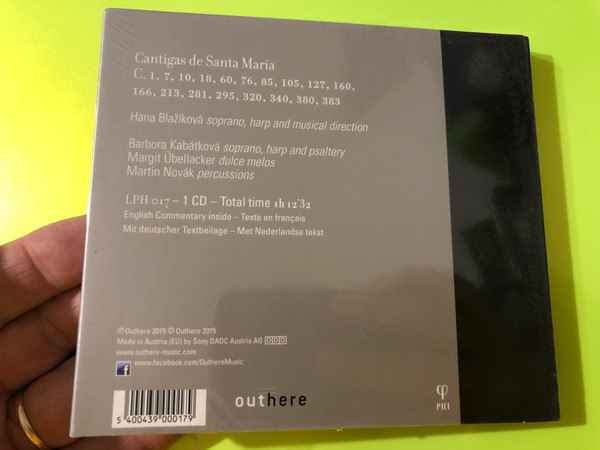 Cantigas de Santa Maria
C. 1, 7, 10, 18, 60, 76, 85, 105, 127, 160,
166, 213, 281, 295, 320, 340, 380, 383
Hana Blažíková soprano, harp and musical direction
Barbora Kabátková soprano, harp and psaltery
Margit Übellacker dulce melos
Martin Novák percussions
LPH 017 – 1 CD – Total time 1h 12'32
English Commentary inside – Texte en français
Mit deutscher Textbeilage – Met Nederlandse tekst
℗ Outhere 2015 © Outhere 2015
Made in Austria (EU) by Sony DADC Austria AG DDD
www.outhere-music.com
f www.facebook.com/OuthereMusic
5 400439 000179
outhere
φ
PHI